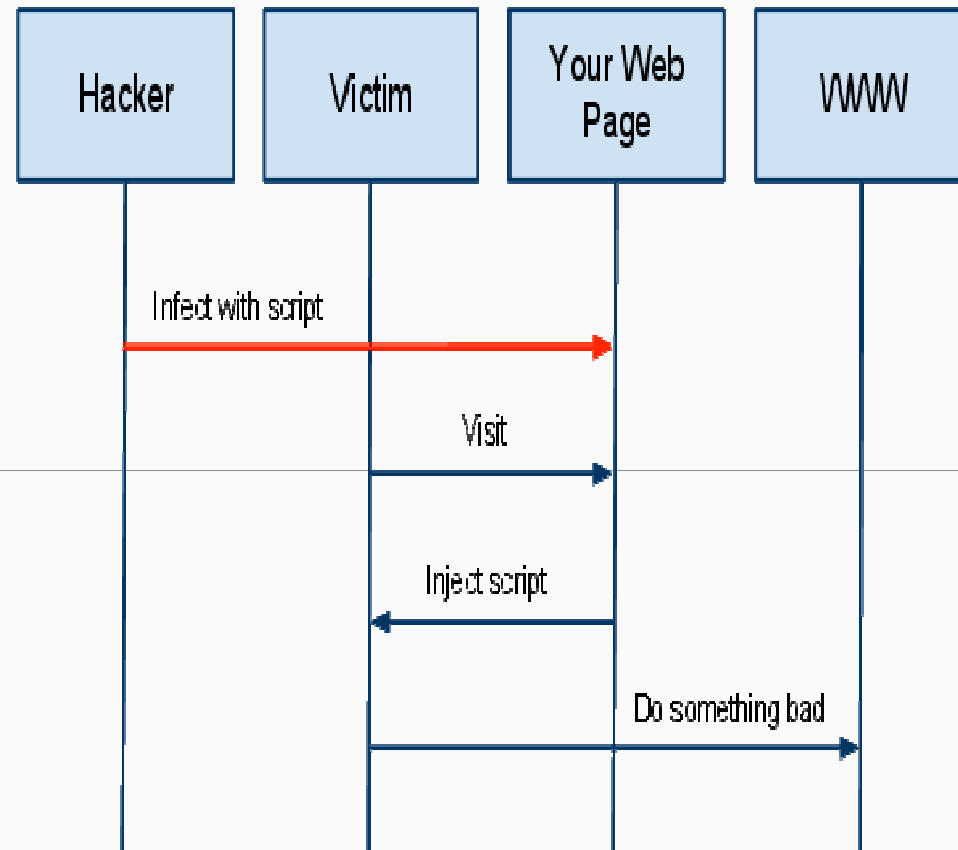 Hacker
Victim
Your Web
Page
WWW
Infect with script
Visit
Inject script
Do something bad